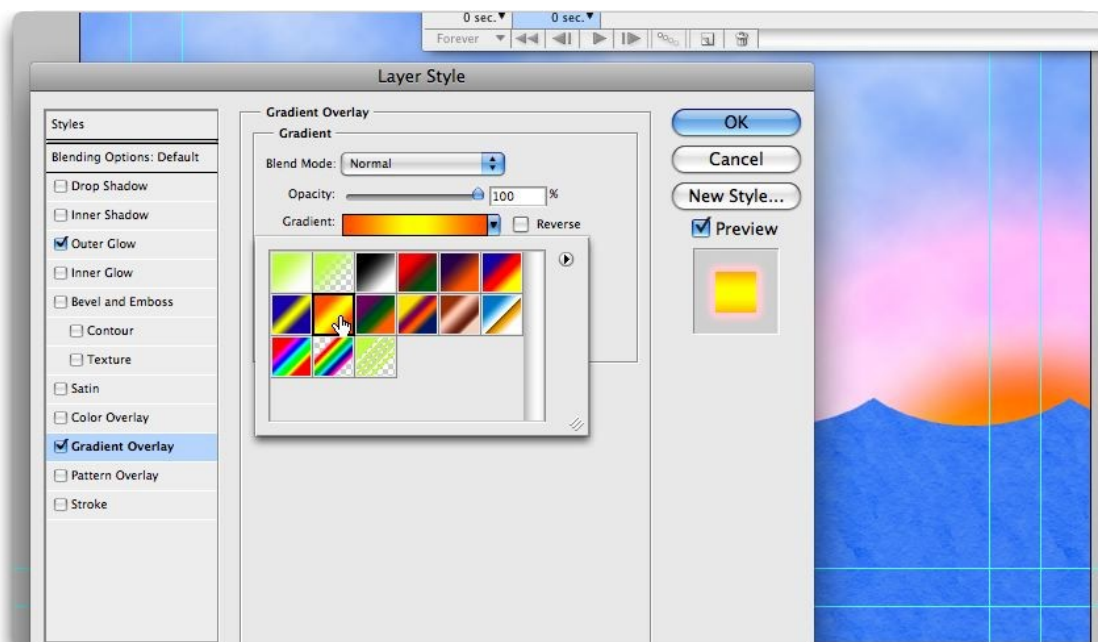 0 sec. 0 sec.
Forever
Layer Style
Styles
Blending Options: Default
Drop Shadow
Inner Shadow
Outer Glow
Inner Glow
Bevel and Emboss
Contour
Texture
Satin
Color Overlay
Gradient Overlay
Pattern Overlay
Stroke
Gradient Overlay
Gradient
Blend Mode: Normal
Opacity: 100 %
Gradient: Reverse
OK
Cancel
New Style...
Preview